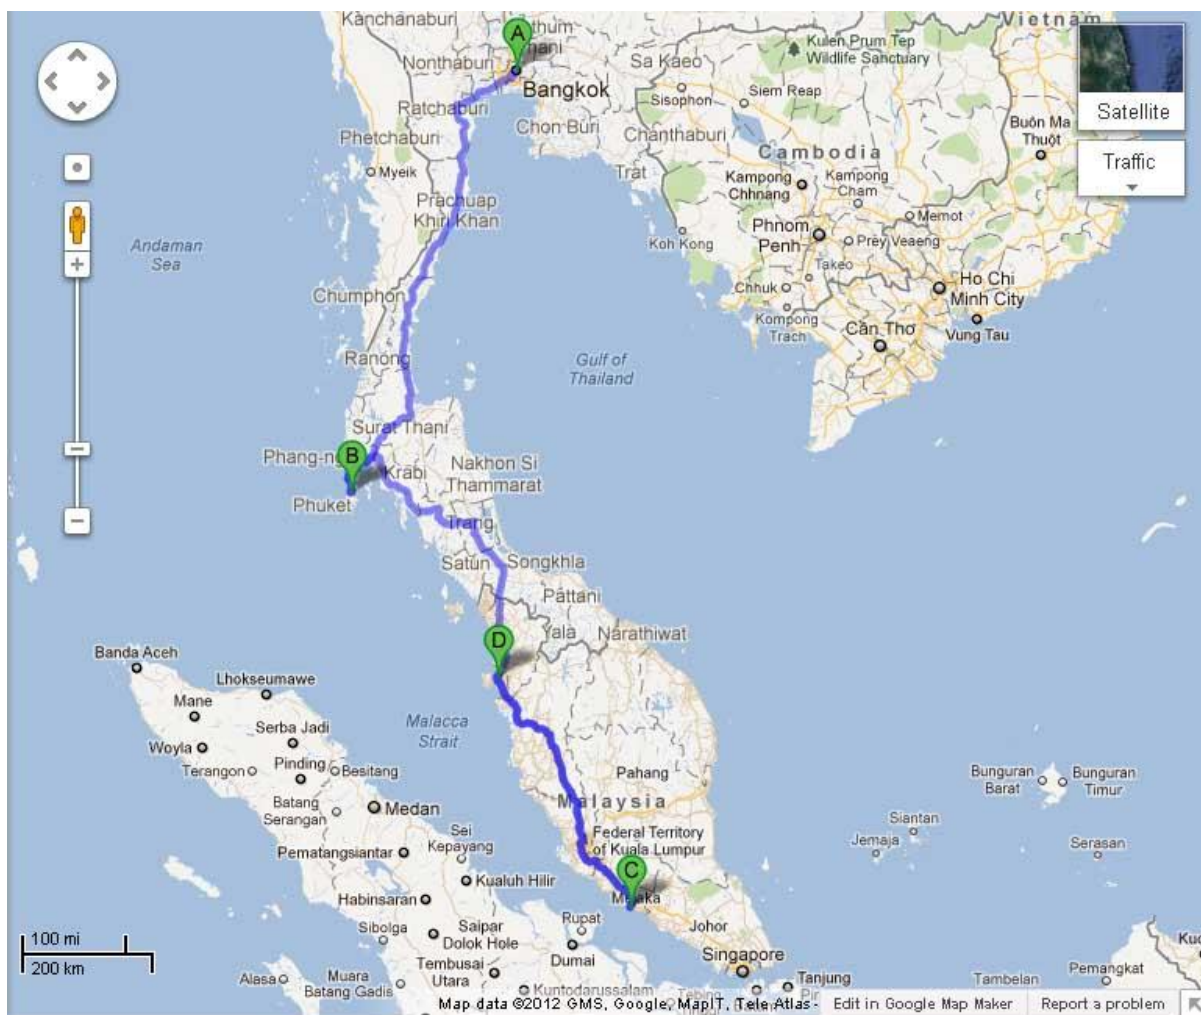 Kanchanaburi
Vietnam
A
Nonthaburi
Sa Kaeo
Kulen Prum Tep
Wildlife Sanctuary
Bangkok
Sisophon
Siem Reap
Satellite
Ratchaburi
Chon Buri
Chanthaburi
Buôn Ma
Thuột
Phetchaburi
Cambodia
Traffic
Myeik
Trat
Kampong
Chhnang
Kampong
Cham
Prachuap
Khiri Khan
Memot
Phnom
Penh
Prey Veaeng
Koh Kong
Andaman
Sea
Takeo
Chhuk
Ho Chi
Minh City
Chumphon
Kompong
Trach
Cần Thơ
Vung Tau
Ranong
Gulf of
Thailand
Surat Thani
B
Krabi
Nakhon Si
Thammarat
Phuket
Trang
Satun
Songkhla
Pattani
D
Yala
Narathiwat
Banda Aceh
Lhokseumawe
Mane
Serba Jadi
Malacca
Strait
Woyla
Pinding
Terangon
Besitang
Pahang
Bunguran
Barat
Bunguran
Timur
Batang
Serangan
Medan
Malaysia
Siantan
Sei
Kepayang
Federal Territory
of Kuala Lumpur
Jemaja
Serasan
Pematangsiantar
C
Kualuh Hilir
Melaka
Habinsaran
Rupat
Johor
100 mi
200 km
Sibolga
Saipar
Dolok Hole
Dumai
Singapore
Alasa
Muara
Batang Gadis
Tembusai
Utara
Tanjung
Tambelan
Pemangkat
Kuntodarussalam
Map data ©2012 GMS, Google, MapIT, Tele Atlas -
Edit in Google Map Maker
Report a problem